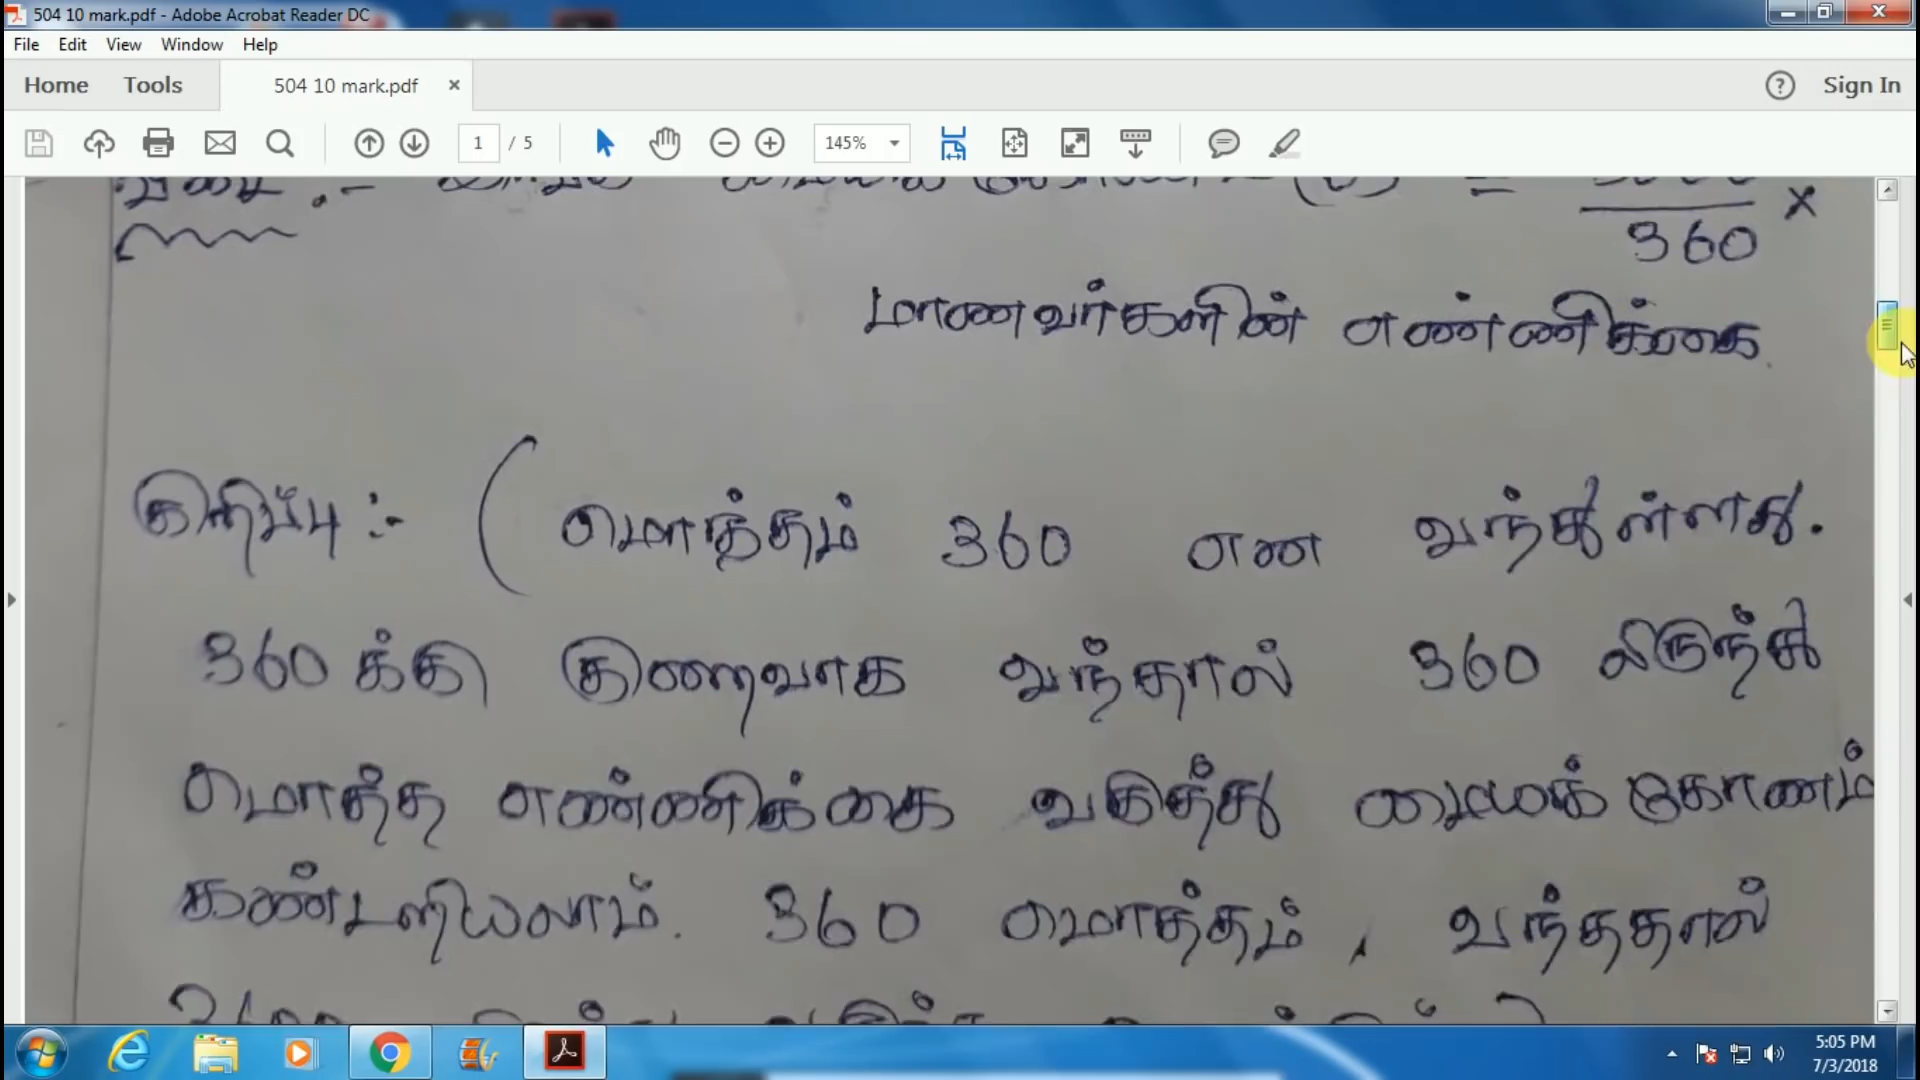 504 10 mark.pdf - Adobe Acrobat Reader DC
File Edit View Window Help
Home Tools 504 10 mark.pdf × Sign In
1 / 5 145%
360 ×
மாணவர்களின் எண்ணிக்கை.
குறிப்பு :- ( மொத்தம் 360 என வந்துள்ளது.
360 க்கு குறைவாக வந்தால் 360 லிருந்து
மொத்த எண்ணிக்கை வகுத்து மையக் கோணம்
கண்டறியலாம். 360 மொத்தம், வந்ததால்
5:05 PM
7/3/2018